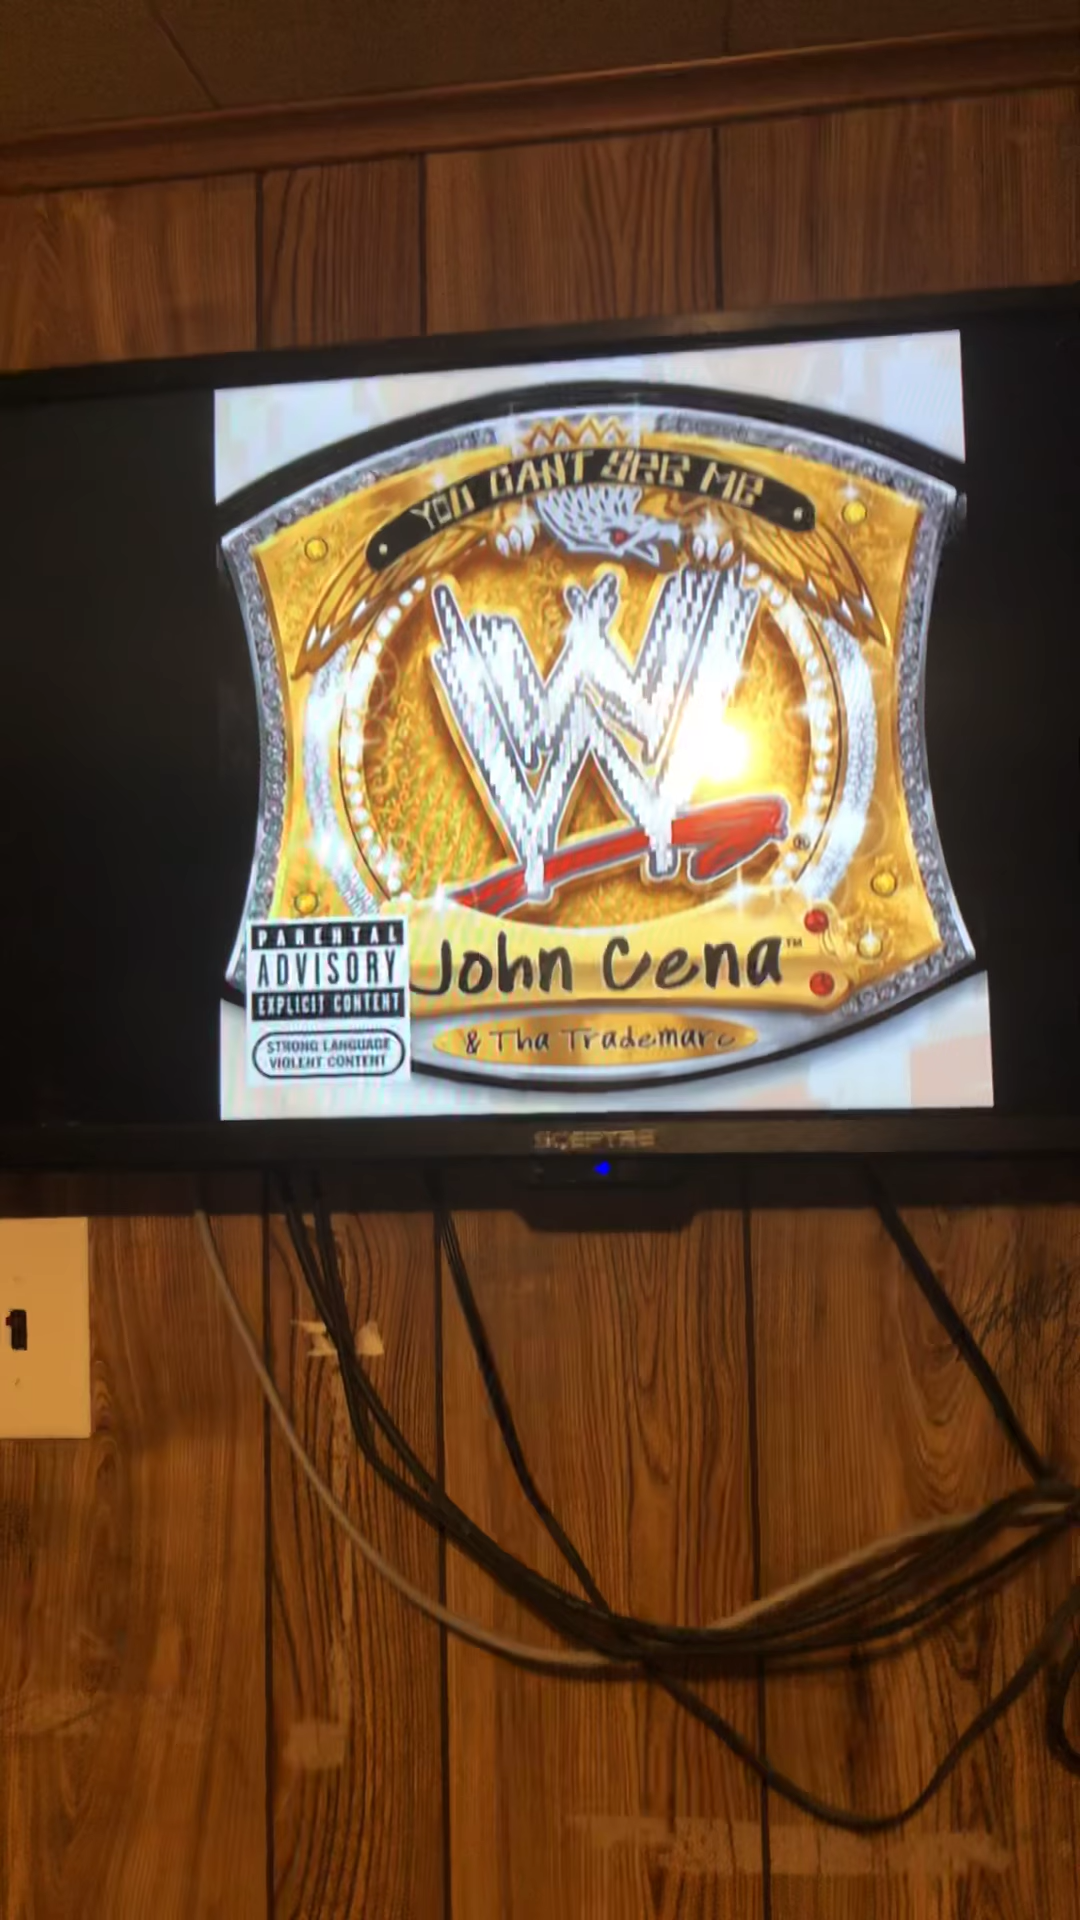 YOU CAN'T SEE ME
W
PARENTAL
ADVISORY
EXPLICIT CONTENT
STRONG LANGUAGE
VIOLENT CONTENT
®
John Cena™
& Tha Trademarc
SCEPTRE